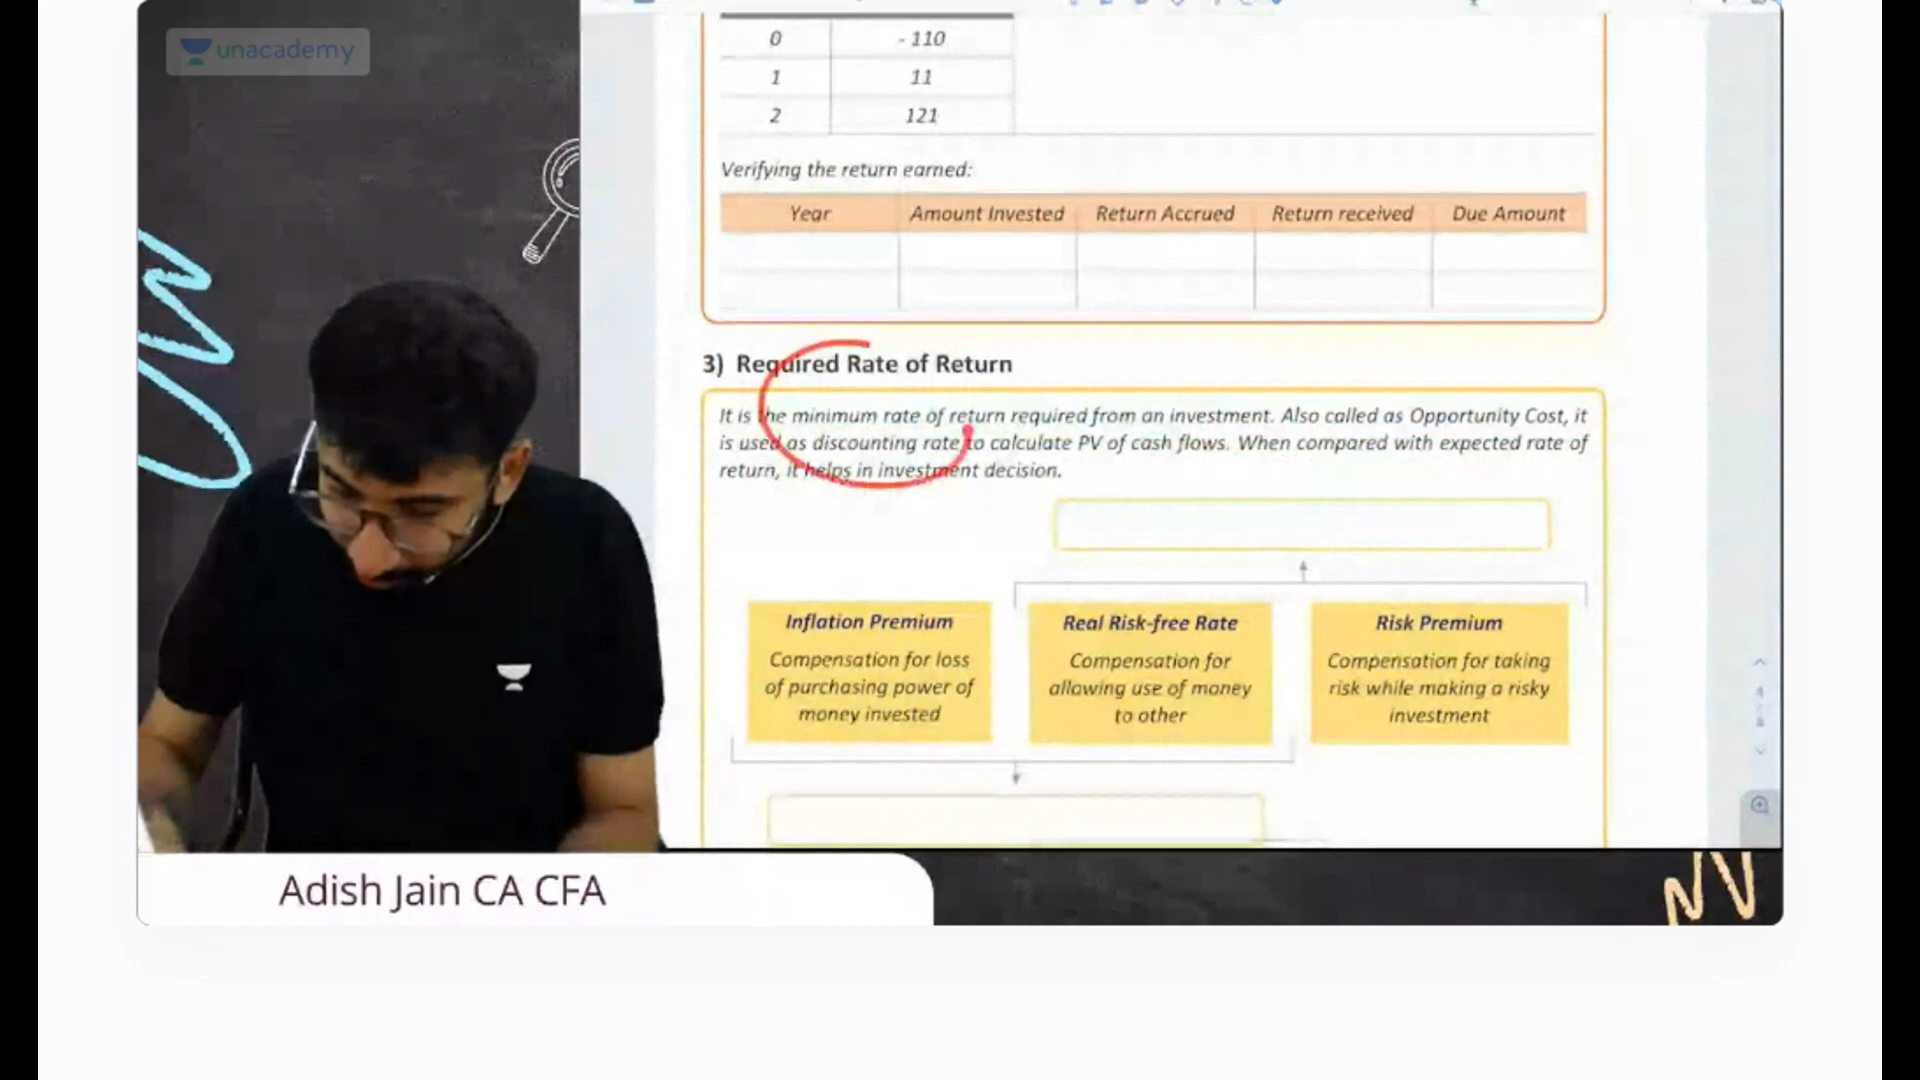 unacademy
0 - 110
1 11
2 121
Verifying the return earned:
Year Amount Invested Return Accrued Return received Due Amount
3) Required Rate of Return
It is the minimum rate of return required from an investment. Also called as Opportunity Cost, it
is used as discounting rate to calculate PV of cash flows. When compared with expected rate of
return, it helps in investment decision.
Inflation Premium
Compensation for loss
of purchasing power of
money invested
Real Risk-free Rate
Compensation for
allowing use of money
to other
Risk Premium
Compensation for taking
risk while making a risky
investment
Adish Jain CA CFA